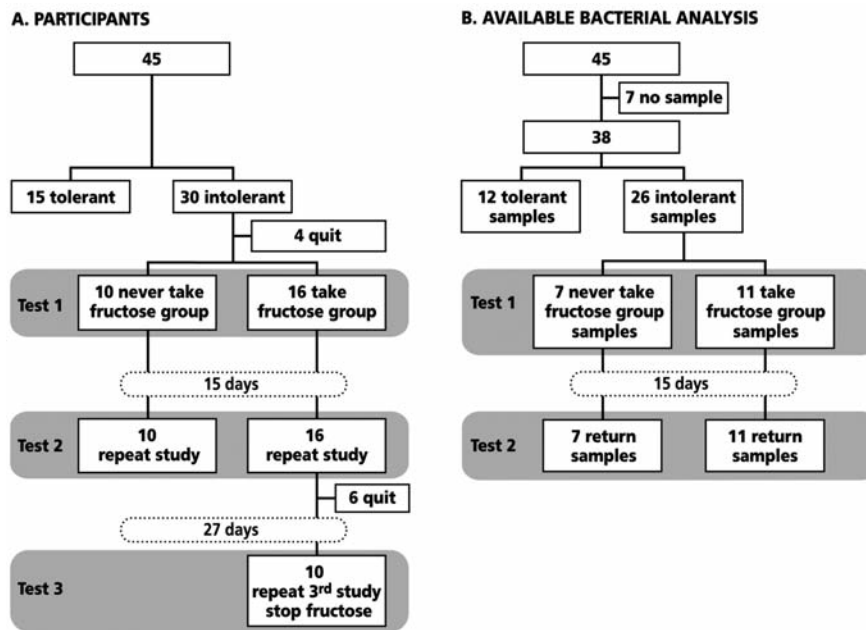 A. PARTICIPANTS
45
15 tolerant
30 intolerant
4 quit
Test 1
10 never take
fructose group
16 take
fructose group
15 days
Test 2
10
repeat study
16
repeat study
6 quit
27 days
Test 3
10
repeat 3rd study
stop fructose
B. AVAILABLE BACTERIAL ANALYSIS
45
7 no sample
38
12 tolerant
samples
26 intolerant
samples
Test 1
7 never take
fructose group
samples
11 take
fructose group
samples
15 days
Test 2
7 return
samples
11 return
samples